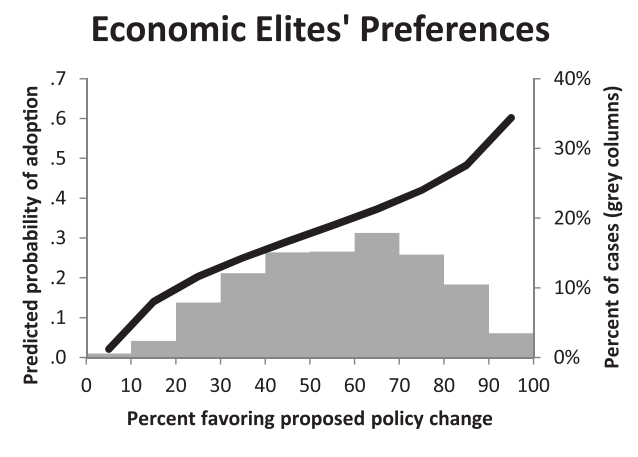 Economic Elites' Preferences
Predicted probability of adoption
.7
.6
.5
.4
.3
.2
.1
.0
40%
30%
20%
10%
0%
Percent of cases (grey columns)
0 10 20 30 40 50 60 70 80 90 100
Percent favoring proposed policy change